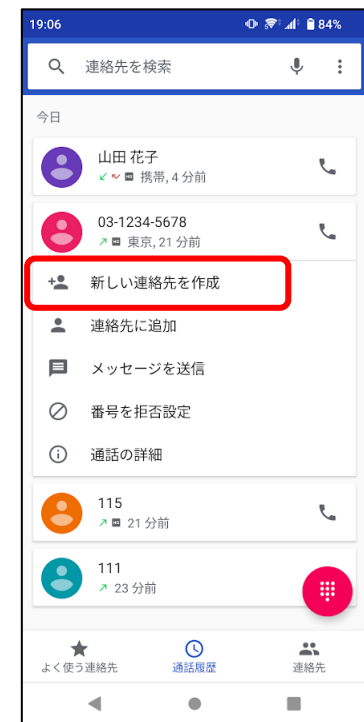 19:06 84%
連絡先を検索
今日
山田 花子
携帯, 4 分前
03-1234-5678
東京, 21 分前
新しい連絡先を作成
連絡先に追加
メッセージを送信
番号を拒否設定
通話の詳細
115
21 分前
111
23 分前
よく使う連絡先 通話履歴 連絡先